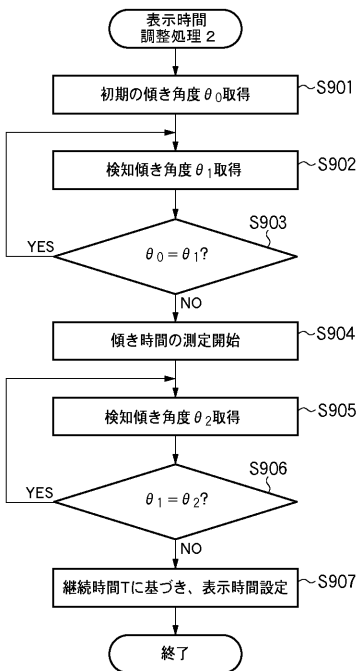 表示時間
調整処理2
初期の傾き角度θ0取得
S901
検知傾き角度θ1取得
S902
S903
θ0=θ1?
YES
NO
傾き時間の測定開始
S904
検知傾き角度θ2取得
S905
S906
θ1=θ2?
YES
NO
継続時間Tに基づき、表示時間設定
S907
終了